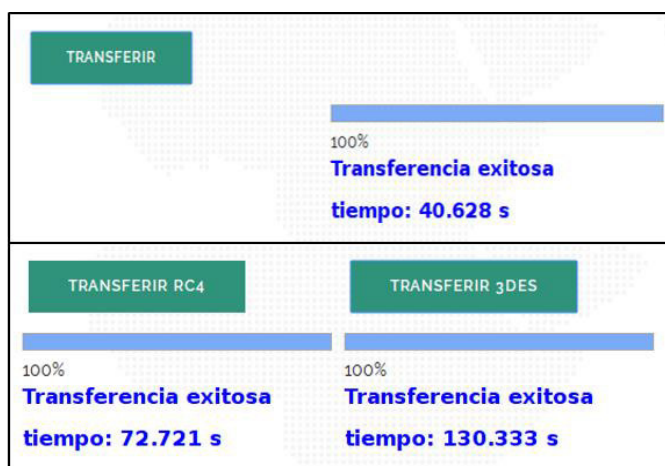 TRANSFERIR
100%
Transferencia exitosa
tiempo: 40.628 s
TRANSFERIR RC4
100%
Transferencia exitosa
tiempo: 72.721 s
TRANSFERIR 3DES
100%
Transferencia exitosa
tiempo: 130.333 s